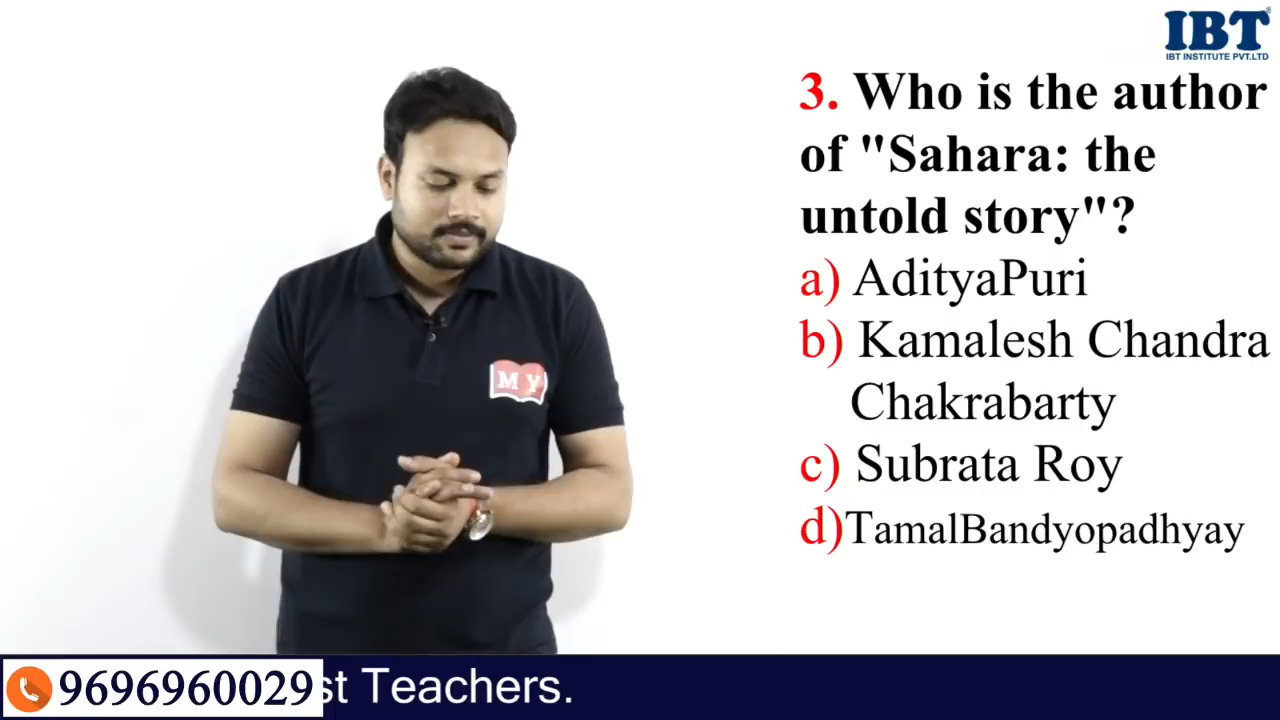 IBT
IBT INSTITUTE PVT.LTD
3. Who is the author
of "Sahara: the
untold story"?
a) AdityaPuri
b) Kamalesh Chandra
Chakrabarty
c) Subrata Roy
d)TamalBandyopadhyay
M Y
9696960029
st Teachers.